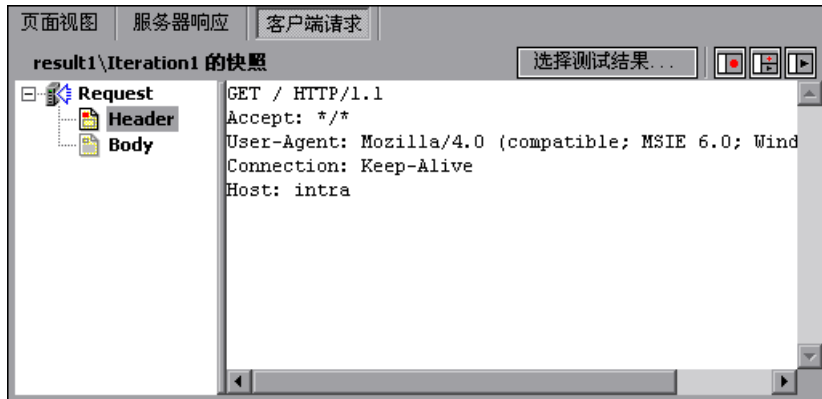 页面视图 服务器响应 客户端请求
result1\Iteration1 的快照 选择测试结果...
Request
Header
Body
GET / HTTP/1.1
Accept: */*
User-Agent: Mozilla/4.0 (compatible; MSIE 6.0; Wind
Connection: Keep-Alive
Host: intra